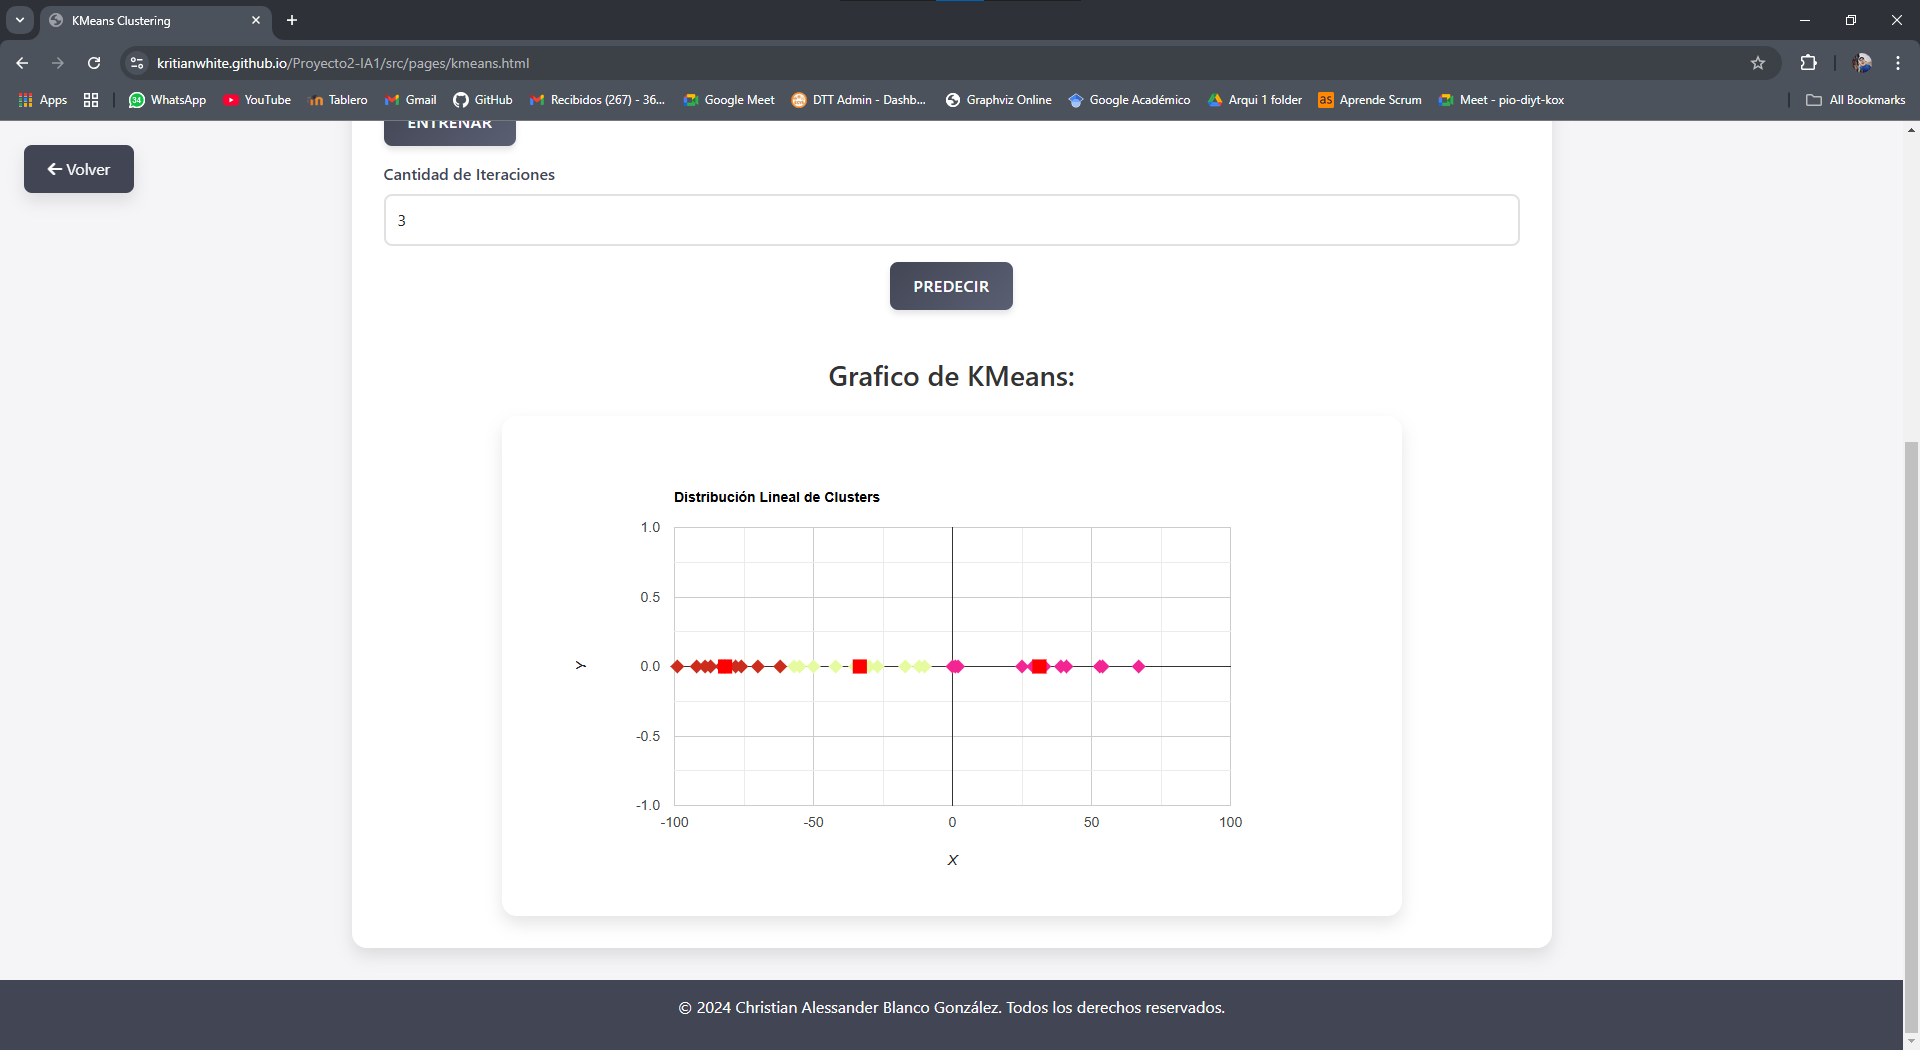 KMeans Clustering
kritianwhite.github.io/Proyecto2-IA1/src/pages/kmeans.html
Apps
34
WhatsApp
YouTube
Tablero
Gmail
GitHub
Recibidos (267) - 36...
Google Meet
DTT Admin - Dashb...
Graphviz Online
Google Académico
Arqui 1 folder
as
Aprende Scrum
Meet - pio-diyt-kox
All Bookmarks
Volver
ENTRENAR
Cantidad de Iteraciones
3
PREDECIR
Grafico de KMeans:
Distribución Lineal de Clusters
1.0
0.5
0.0
-0.5
-1.0
Y
-100 -50 0 50 100
X
© 2024 Christian Alessander Blanco González. Todos los derechos reservados.